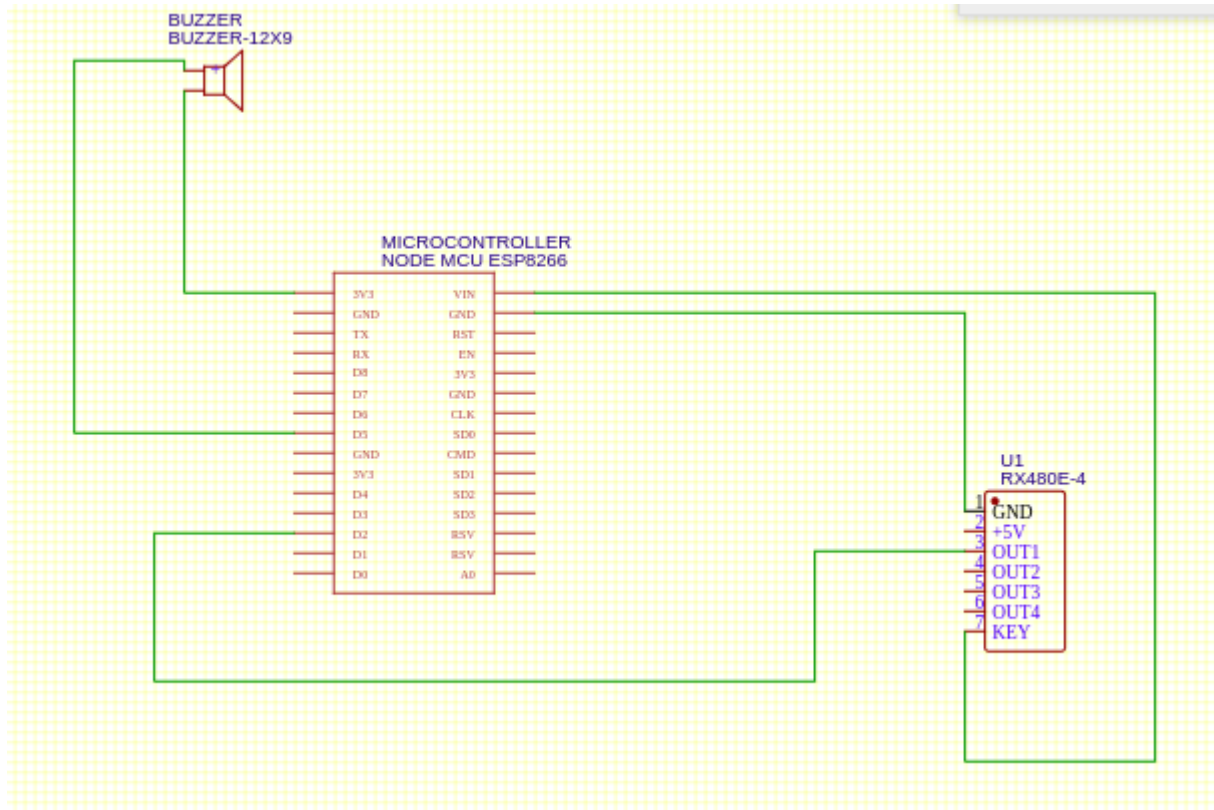 BUZZER
BUZZER-12X9
+
MICROCONTROLLER
NODE MCU ESP8266
3V3 VIN
GND GND
TX RST
RX EN
D8 3V3
D7 GND
D6 CLK
D5 SD0
GND CMD
3V3 SD1
D4 SD2
D3 SD3
D2 RSV
D1 RSV
D0 A0
U1
RX480E-4
1 GND
2 +5V
3 OUT1
4 OUT2
5 OUT3
6 OUT4
7 KEY